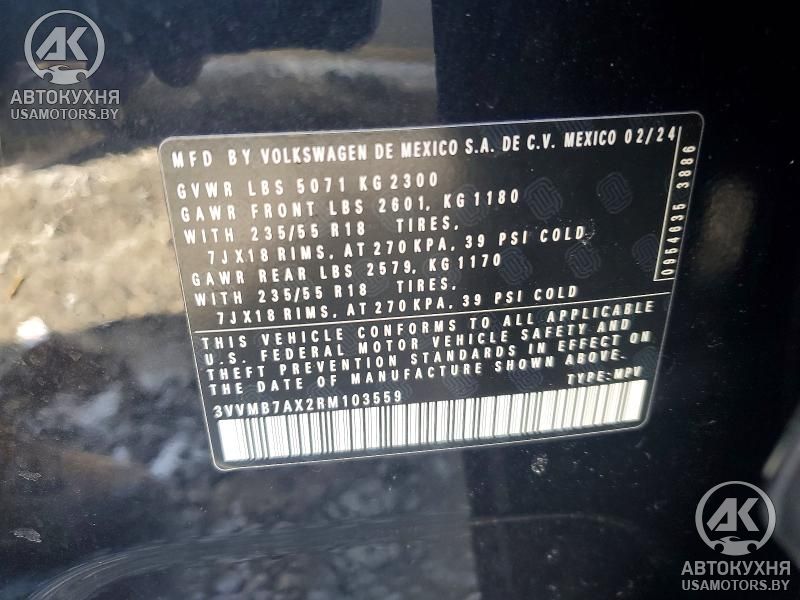 АК
АВТОКУХНЯ
USAMOTORS.BY
MFD BY VOLKSWAGEN DE MEXICO S.A. DE C.V. MEXICO 02/24
GVWR LBS 5071 KG 2300
GAWR FRONT LBS 2601, KG 1180
WITH 235/55 R18 TIRES,
7JX18 RIMS, AT 270 KPA, 39 PSI COLD
GAWR REAR LBS 2579, KG 1170
WITH 235/55 R18 TIRES,
7JX18 RIMS, AT 270 KPA, 39 PSI COLD
0954635 3886
THIS VEHICLE CONFORMS TO ALL APPLICABLE
U.S. FEDERAL MOTOR VEHICLE SAFETY AND
THEFT PREVENTION STANDARDS IN EFFECT ON
THE DATE OF MANUFACTURE SHOWN ABOVE.
TYPE: MPV
3VVMB7AX2RM103559
АК
АВТОКУХНЯ
USAMOTORS.BY